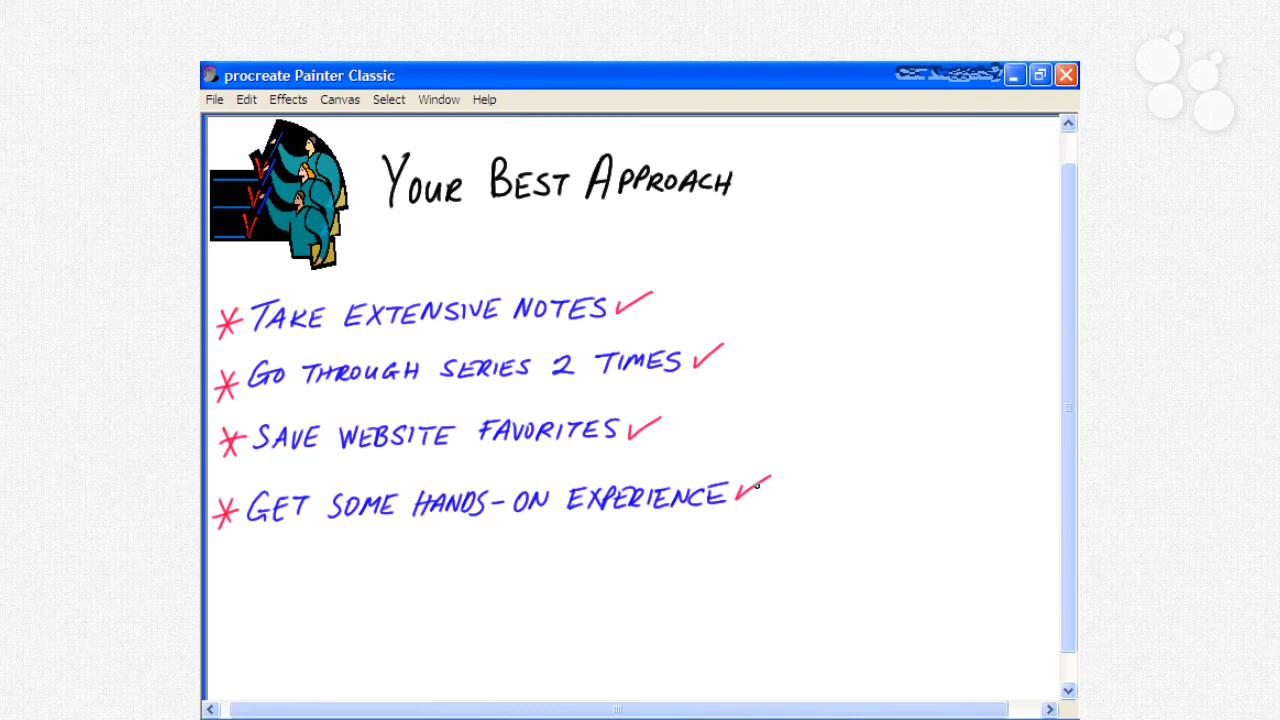 procreate Painter Classic
File Edit Effects Canvas Select Window Help
YOUR BEST APPROACH
* TAKE EXTENSIVE NOTES ✓
* GO THROUGH SERIES 2 TIMES ✓
* SAVE WEBSITE FAVORITES ✓
* GET SOME HANDS-ON EXPERIENCE ✓